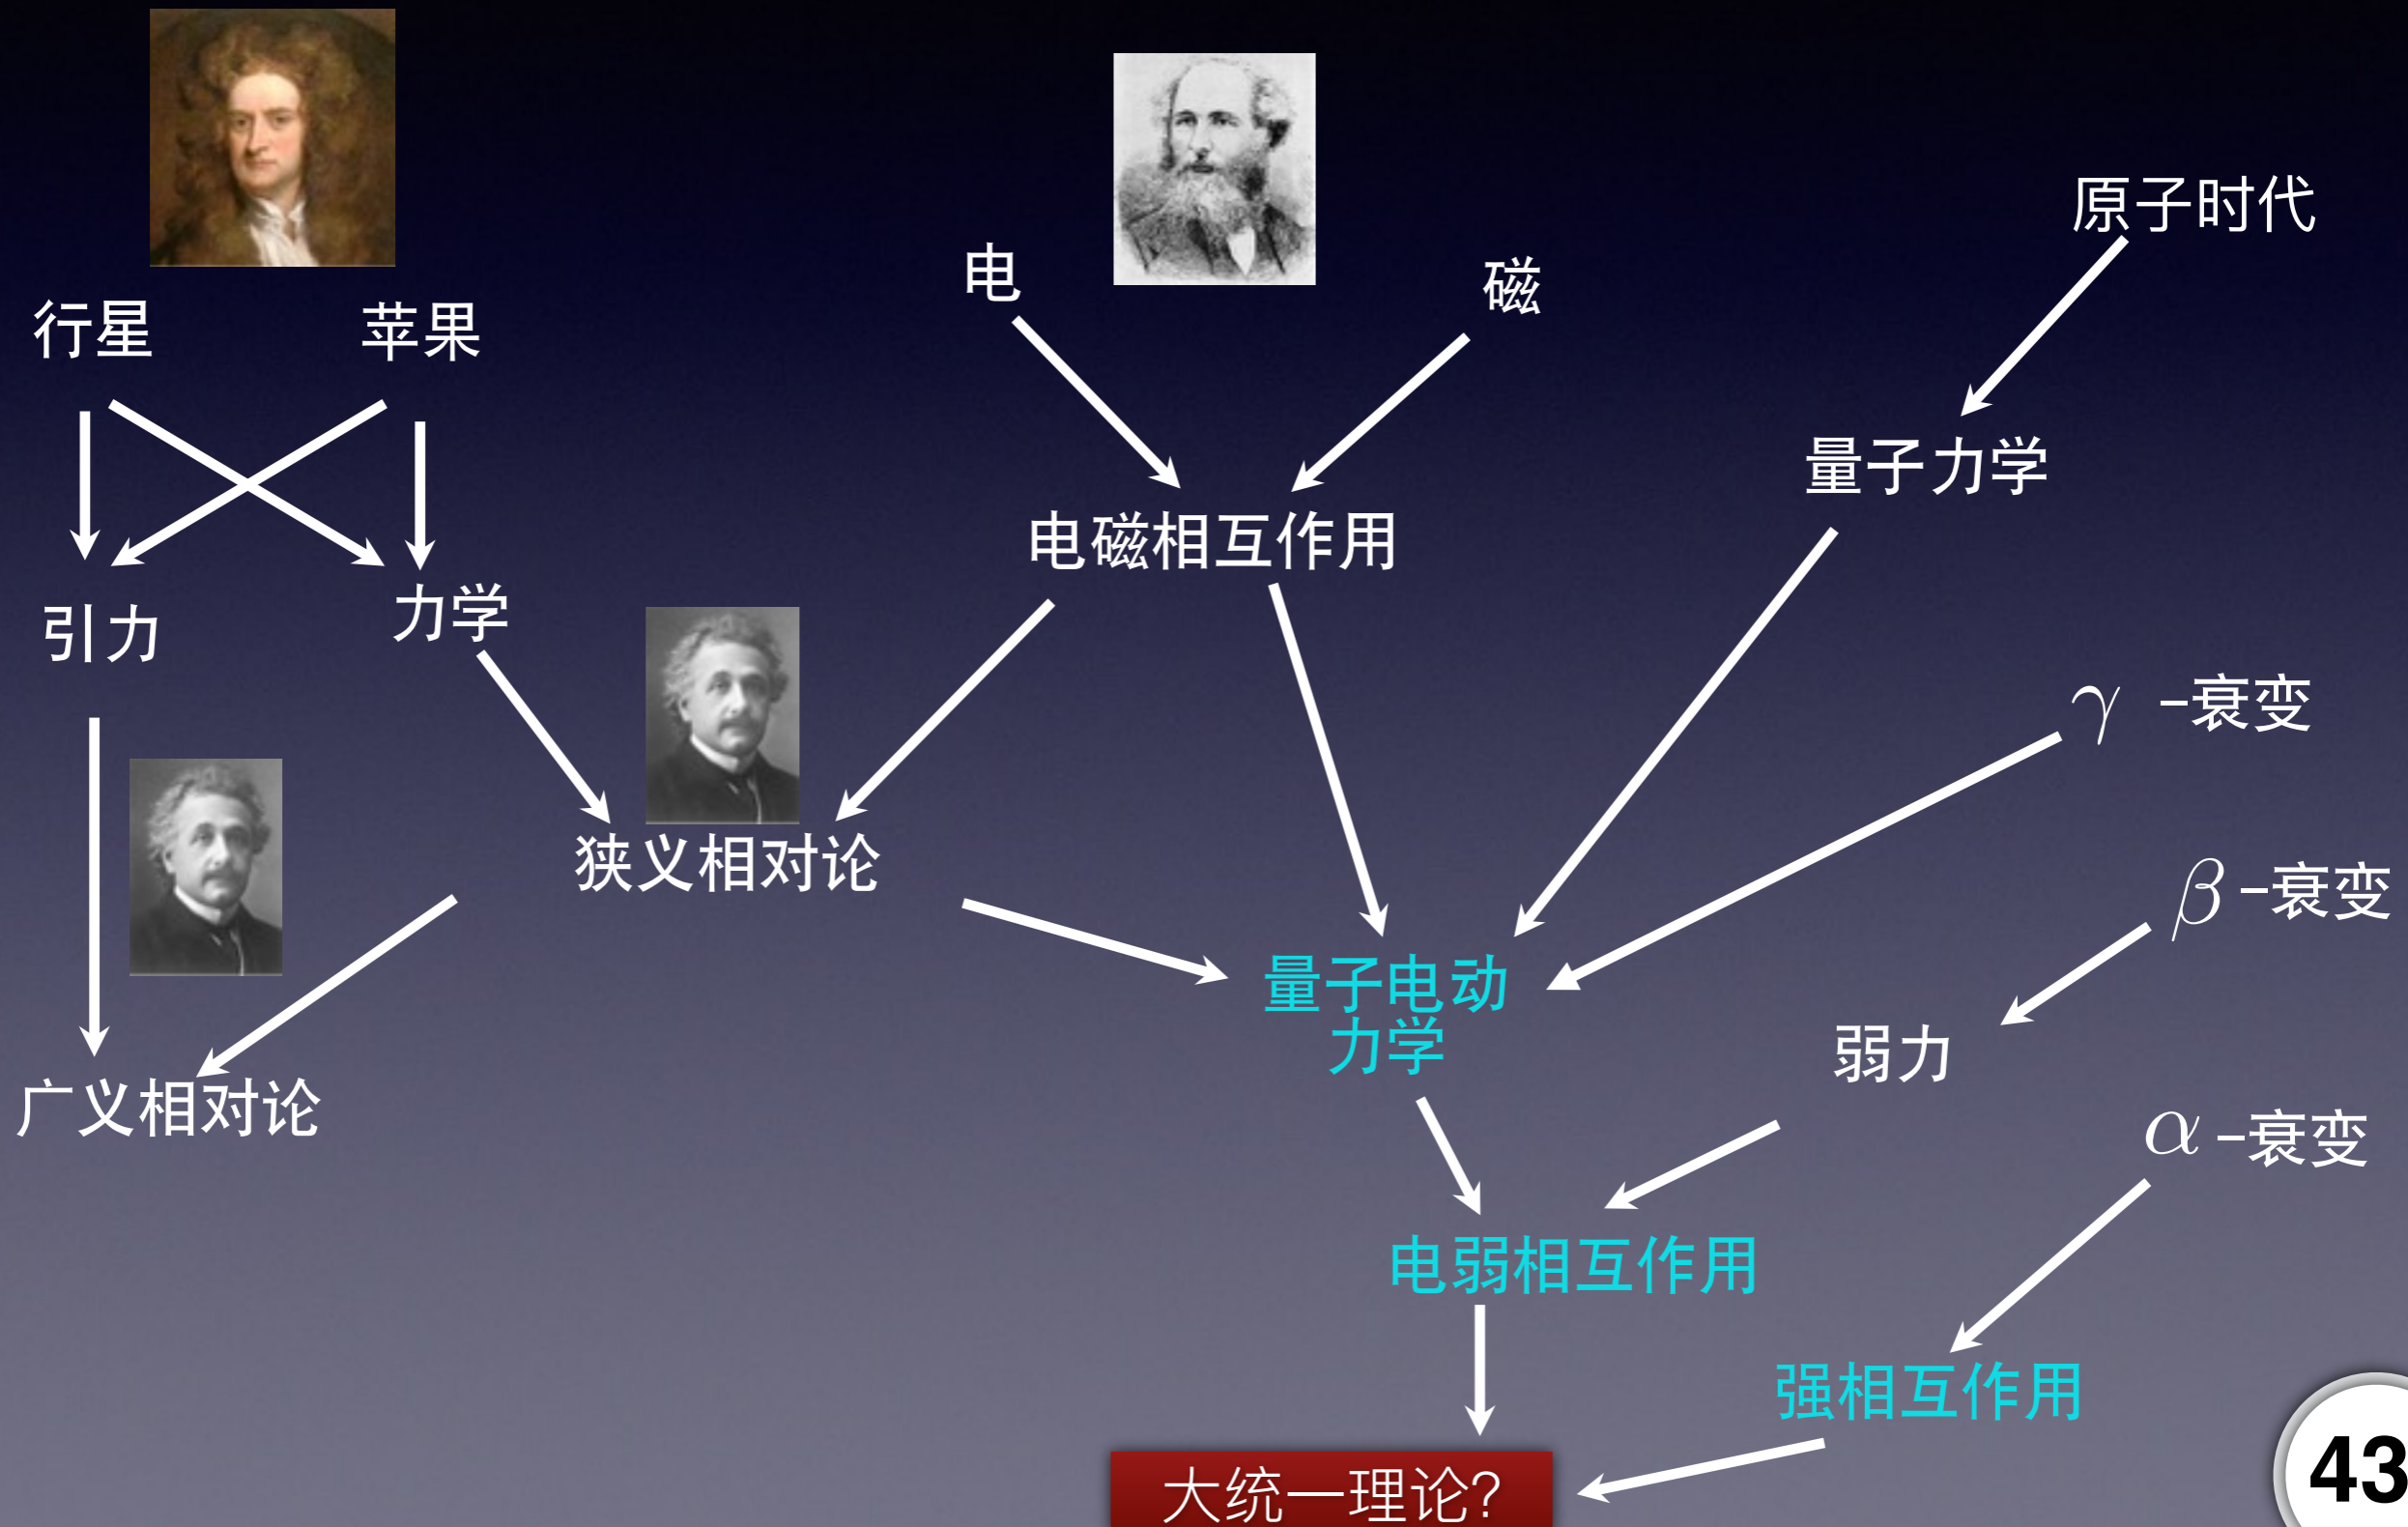 原子时代
电
磁
行星
苹果
量子力学
电磁相互作用
引力
力学
γ -衰变
狭义相对论
β -衰变
量子电动
力学
弱力
广义相对论
α -衰变
电弱相互作用
强相互作用
大统一理论?
43